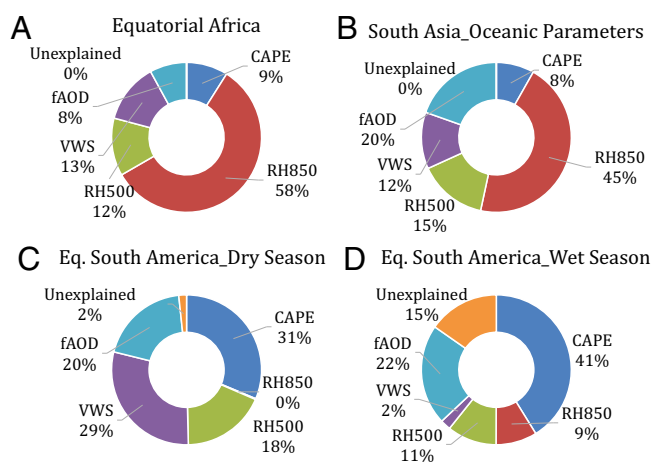 A
Equatorial Africa
Unexplained
0%
CAPE
9%
fAOD
8%
VWS
13%
RH500
12%
RH850
58%
B
South Asia_Oceanic Parameters
Unexplained
0%
CAPE
8%
fAOD
20%
VWS
12%
RH500
15%
RH850
45%
C
Eq. South America_Dry Season
Unexplained
2%
CAPE
31%
fAOD
20%
RH850
0%
VWS
29%
RH500
18%
D
Eq. South America_Wet Season
Unexplained
15%
CAPE
41%
fAOD
22%
VWS
2%
RH850
9%
RH500
11%